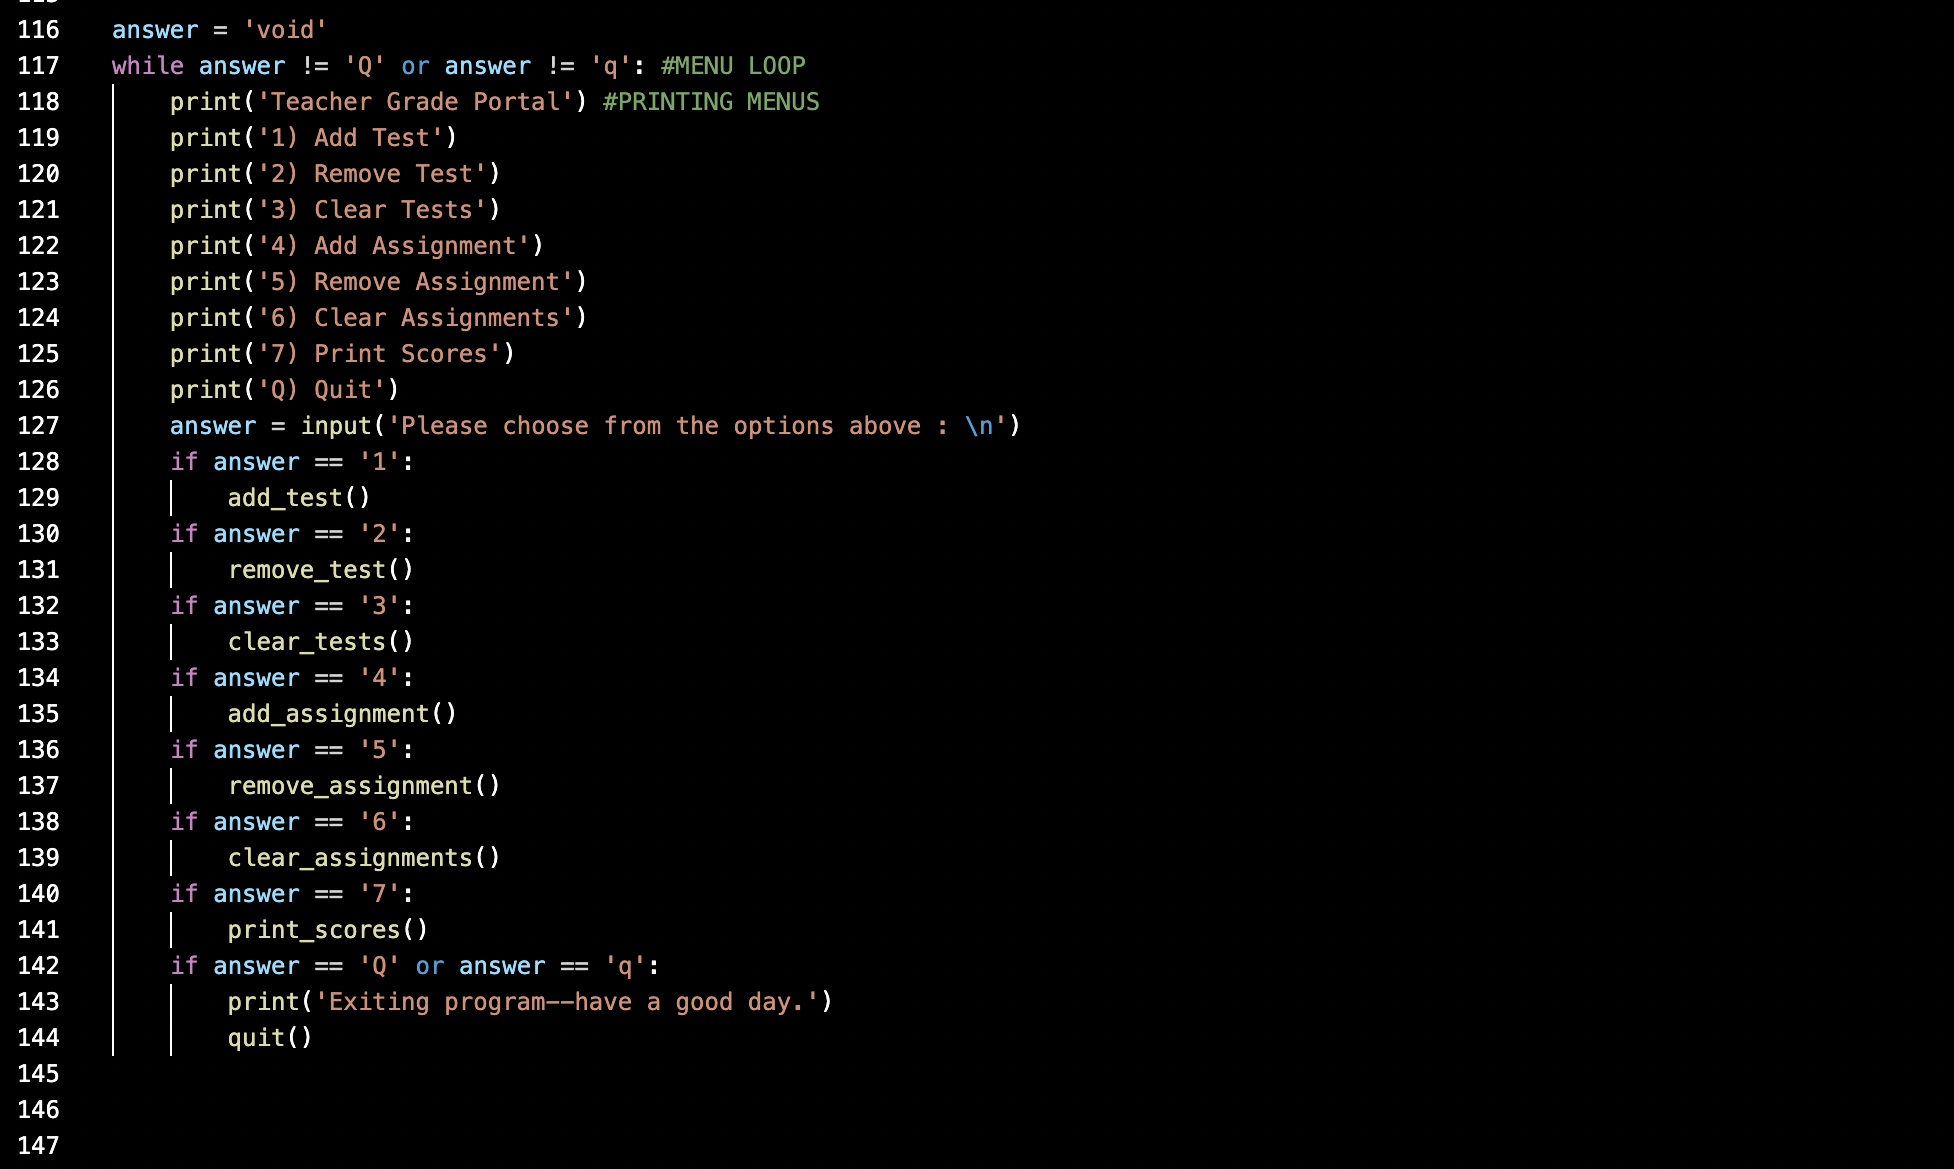 116 answer = 'void'
117 while answer != 'Q' or answer != 'q': #MENU LOOP
118 print('Teacher Grade Portal') #PRINTING MENUS
119 print('1) Add Test')
120 print('2) Remove Test')
121 print('3) Clear Tests')
122 print('4) Add Assignment')
123 print('5) Remove Assignment')
124 print('6) Clear Assignments')
125 print('7) Print Scores')
126 print('Q) Quit')
127 answer = input('Please choose from the options above : \n')
128 if answer == '1':
129 add_test()
130 if answer == '2':
131 remove_test()
132 if answer == '3':
133 clear_tests()
134 if answer == '4':
135 add_assignment()
136 if answer == '5':
137 remove_assignment()
138 if answer == '6':
139 clear_assignments()
140 if answer == '7':
141 print_scores()
142 if answer == 'Q' or answer == 'q':
143 print('Exiting program--have a good day.')
144 quit()
145
146
147